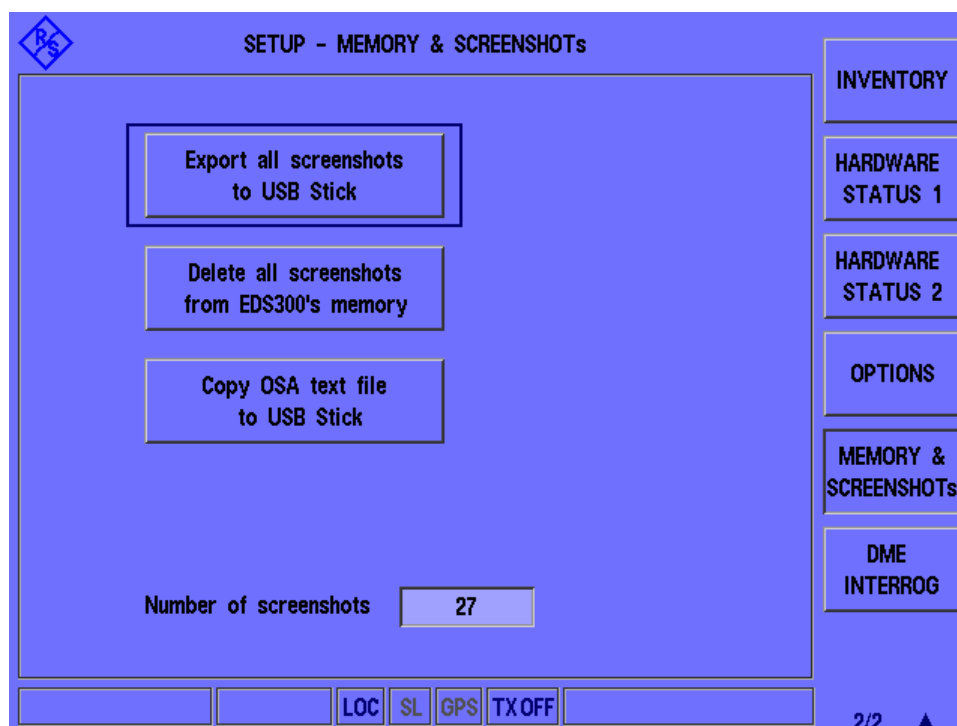 R/S
SETUP - MEMORY & SCREENSHOTs
Export all screenshots
to USB Stick
Delete all screenshots
from EDS300's memory
Copy OSA text file
to USB Stick
Number of screenshots 27
LOC SL GPS TX OFF
INVENTORY
HARDWARE
STATUS 1
HARDWARE
STATUS 2
OPTIONS
MEMORY &
SCREENSHOTs
DME
INTERROG
2/2